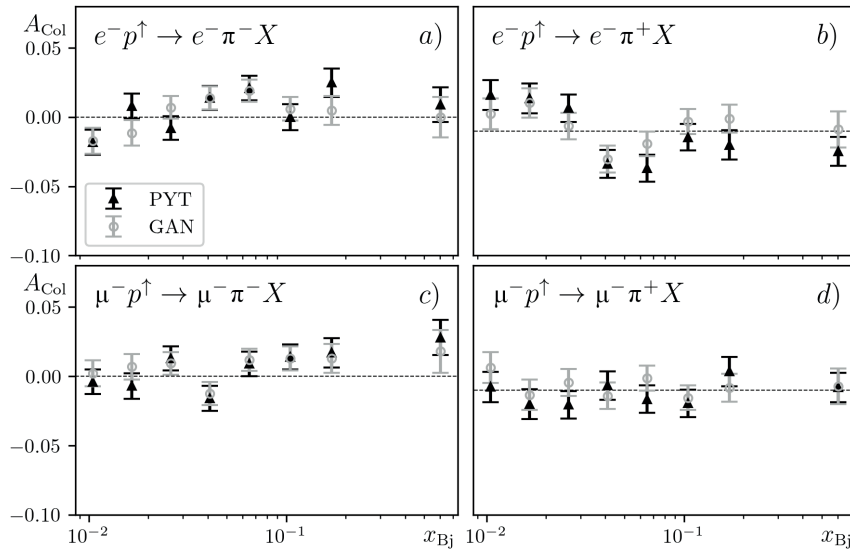 A_Col
e⁻p↑ → e⁻π⁻X a)
e⁻p↑ → e⁻π⁺X b)
0.05
0.00
−0.05
−0.10
PYT
GAN
A_Col
μ⁻p↑ → μ⁻π⁻X c)
μ⁻p↑ → μ⁻π⁺X d)
0.05
0.00
−0.05
−0.10
10⁻² 10⁻¹ x_Bj
10⁻² 10⁻¹ x_Bj